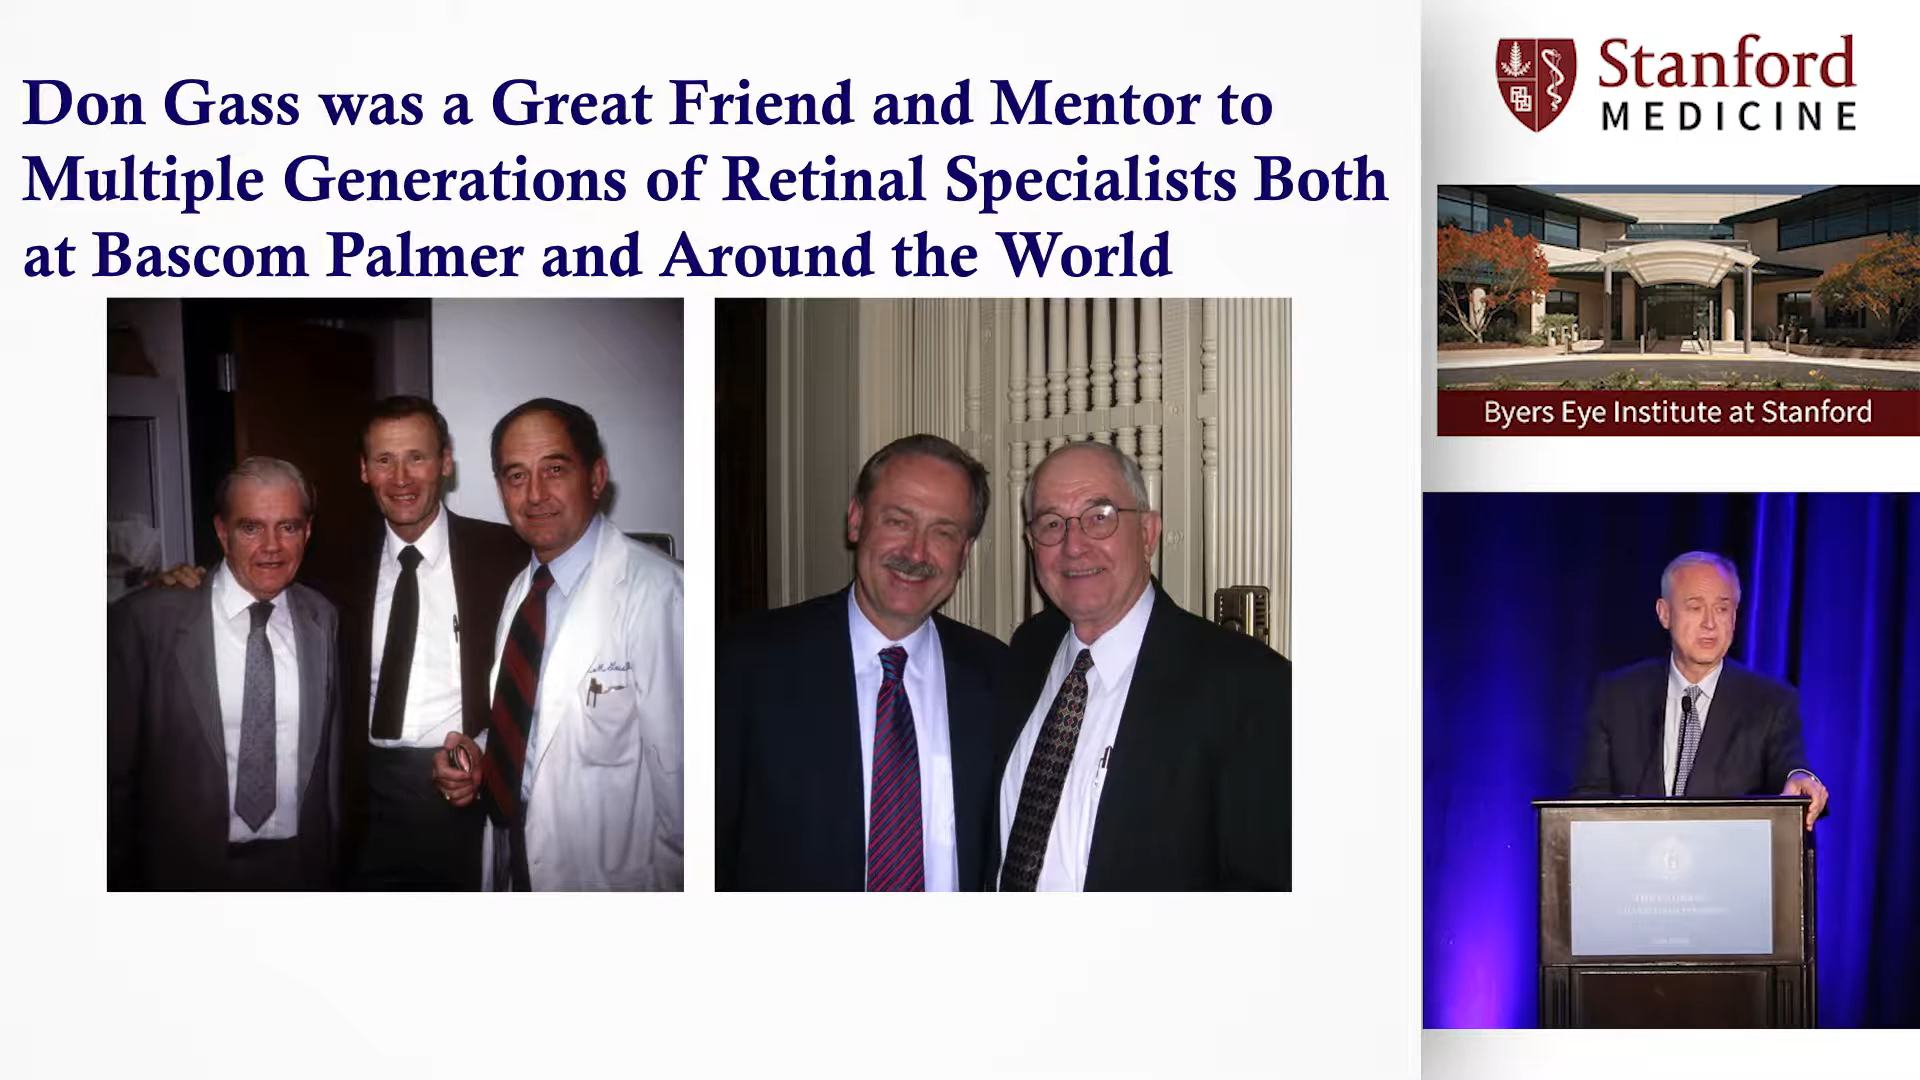 Don Gass was a Great Friend and Mentor to
Multiple Generations of Retinal Specialists Both
at Bascom Palmer and Around the World
Stanford
MEDICINE
Byers Eye Institute at Stanford